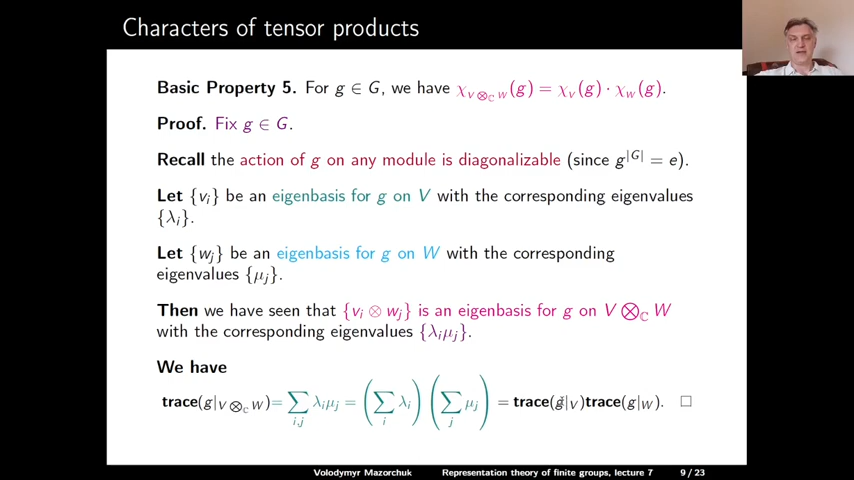 Characters of tensor products
Basic Property 5. For g ∈ G, we have χ_{V⊗_ℂ W}(g) = χ_V(g) · χ_W(g).
Proof. Fix g ∈ G.
Recall the action of g on any module is diagonalizable (since g^{|G|} = e).
Let {v_i} be an eigenbasis for g on V with the corresponding eigenvalues
{λ_i}.
Let {w_j} be an eigenbasis for g on W with the corresponding
eigenvalues {μ_j}.
Then we have seen that {v_i ⊗ w_j} is an eigenbasis for g on V ⊗_ℂ W
with the corresponding eigenvalues {λ_iμ_j}.
We have
trace(g|_{V⊗_ℂ W}) = ∑_{i,j} λ_iμ_j = (∑_i λ_i) (∑_j μ_j) = trace(g|_V)trace(g|_W). □
Volodymyr Mazorchuk Representation theory of finite groups, lecture 7 9 / 23